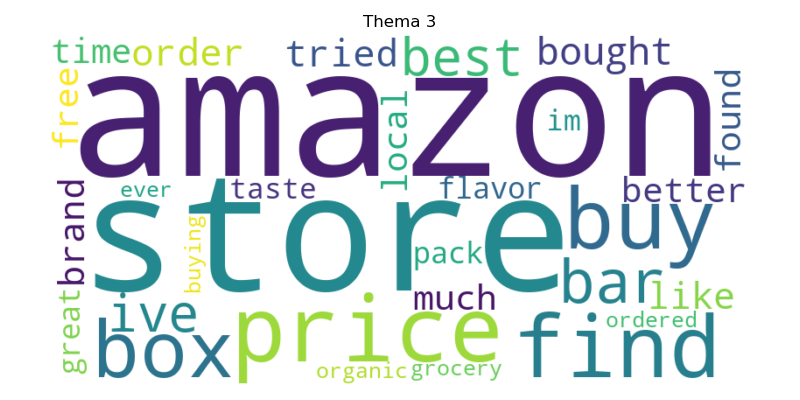 Thema 3
time order tried best bought
free amazon local im found
brand ever store taste flavor buy better
buying pack bar
great ive box price much find like
ordered
organic grocery